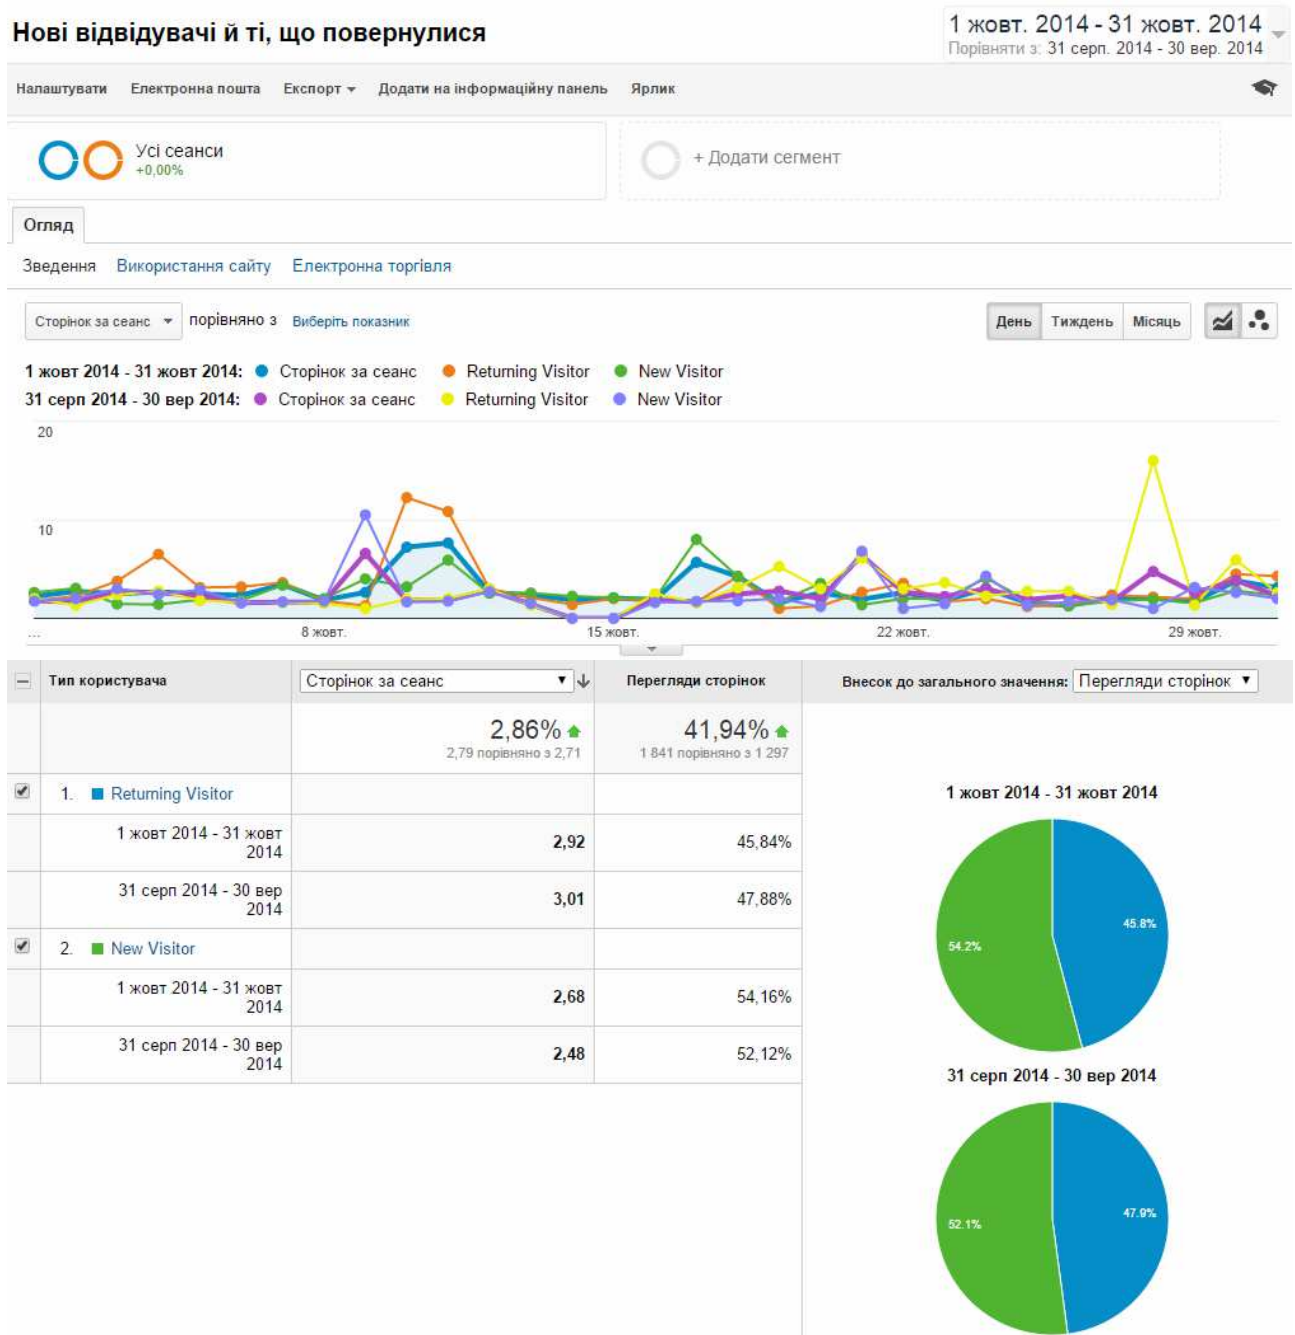 Нові відвідувачі й ті, що повернулися
1 жовт. 2014 - 31 жовт. 2014
Порівняти з: 31 серп. 2014 - 30 вер. 2014
Налаштувати Електронна пошта Експорт Додати на інформаційну панель Ярлик
Усі сеанси
+0,00%
+ Додати сегмент
Огляд
Зведення Використання сайту Електронна торгівля
Сторінок за сеанс порівняно з Виберіть показник
День Тиждень Місяць
1 жовт 2014 - 31 жовт 2014: Сторінок за сеанс Returning Visitor New Visitor
31 серп 2014 - 30 вер 2014: Сторінок за сеанс Returning Visitor New Visitor
20
10
... 8 жовт. 15 жовт. 22 жовт. 29 жовт.
Тип користувача Сторінок за сеанс Перегляди сторінок Внесок до загального значення: Перегляди сторінок
2,86% 41,94%
2,79 порівняно з 2,71 1 841 порівняно з 1 297
1. Returning Visitor
1 жовт 2014 - 31 жовт 2014 2,92 45,84%
31 серп 2014 - 30 вер 2014 3,01 47,88%
2. New Visitor
1 жовт 2014 - 31 жовт 2014 2,68 54,16%
31 серп 2014 - 30 вер 2014 2,48 52,12%
1 жовт 2014 - 31 жовт 2014
45.8%
54.2%
31 серп 2014 - 30 вер 2014
47.9%
52.1%